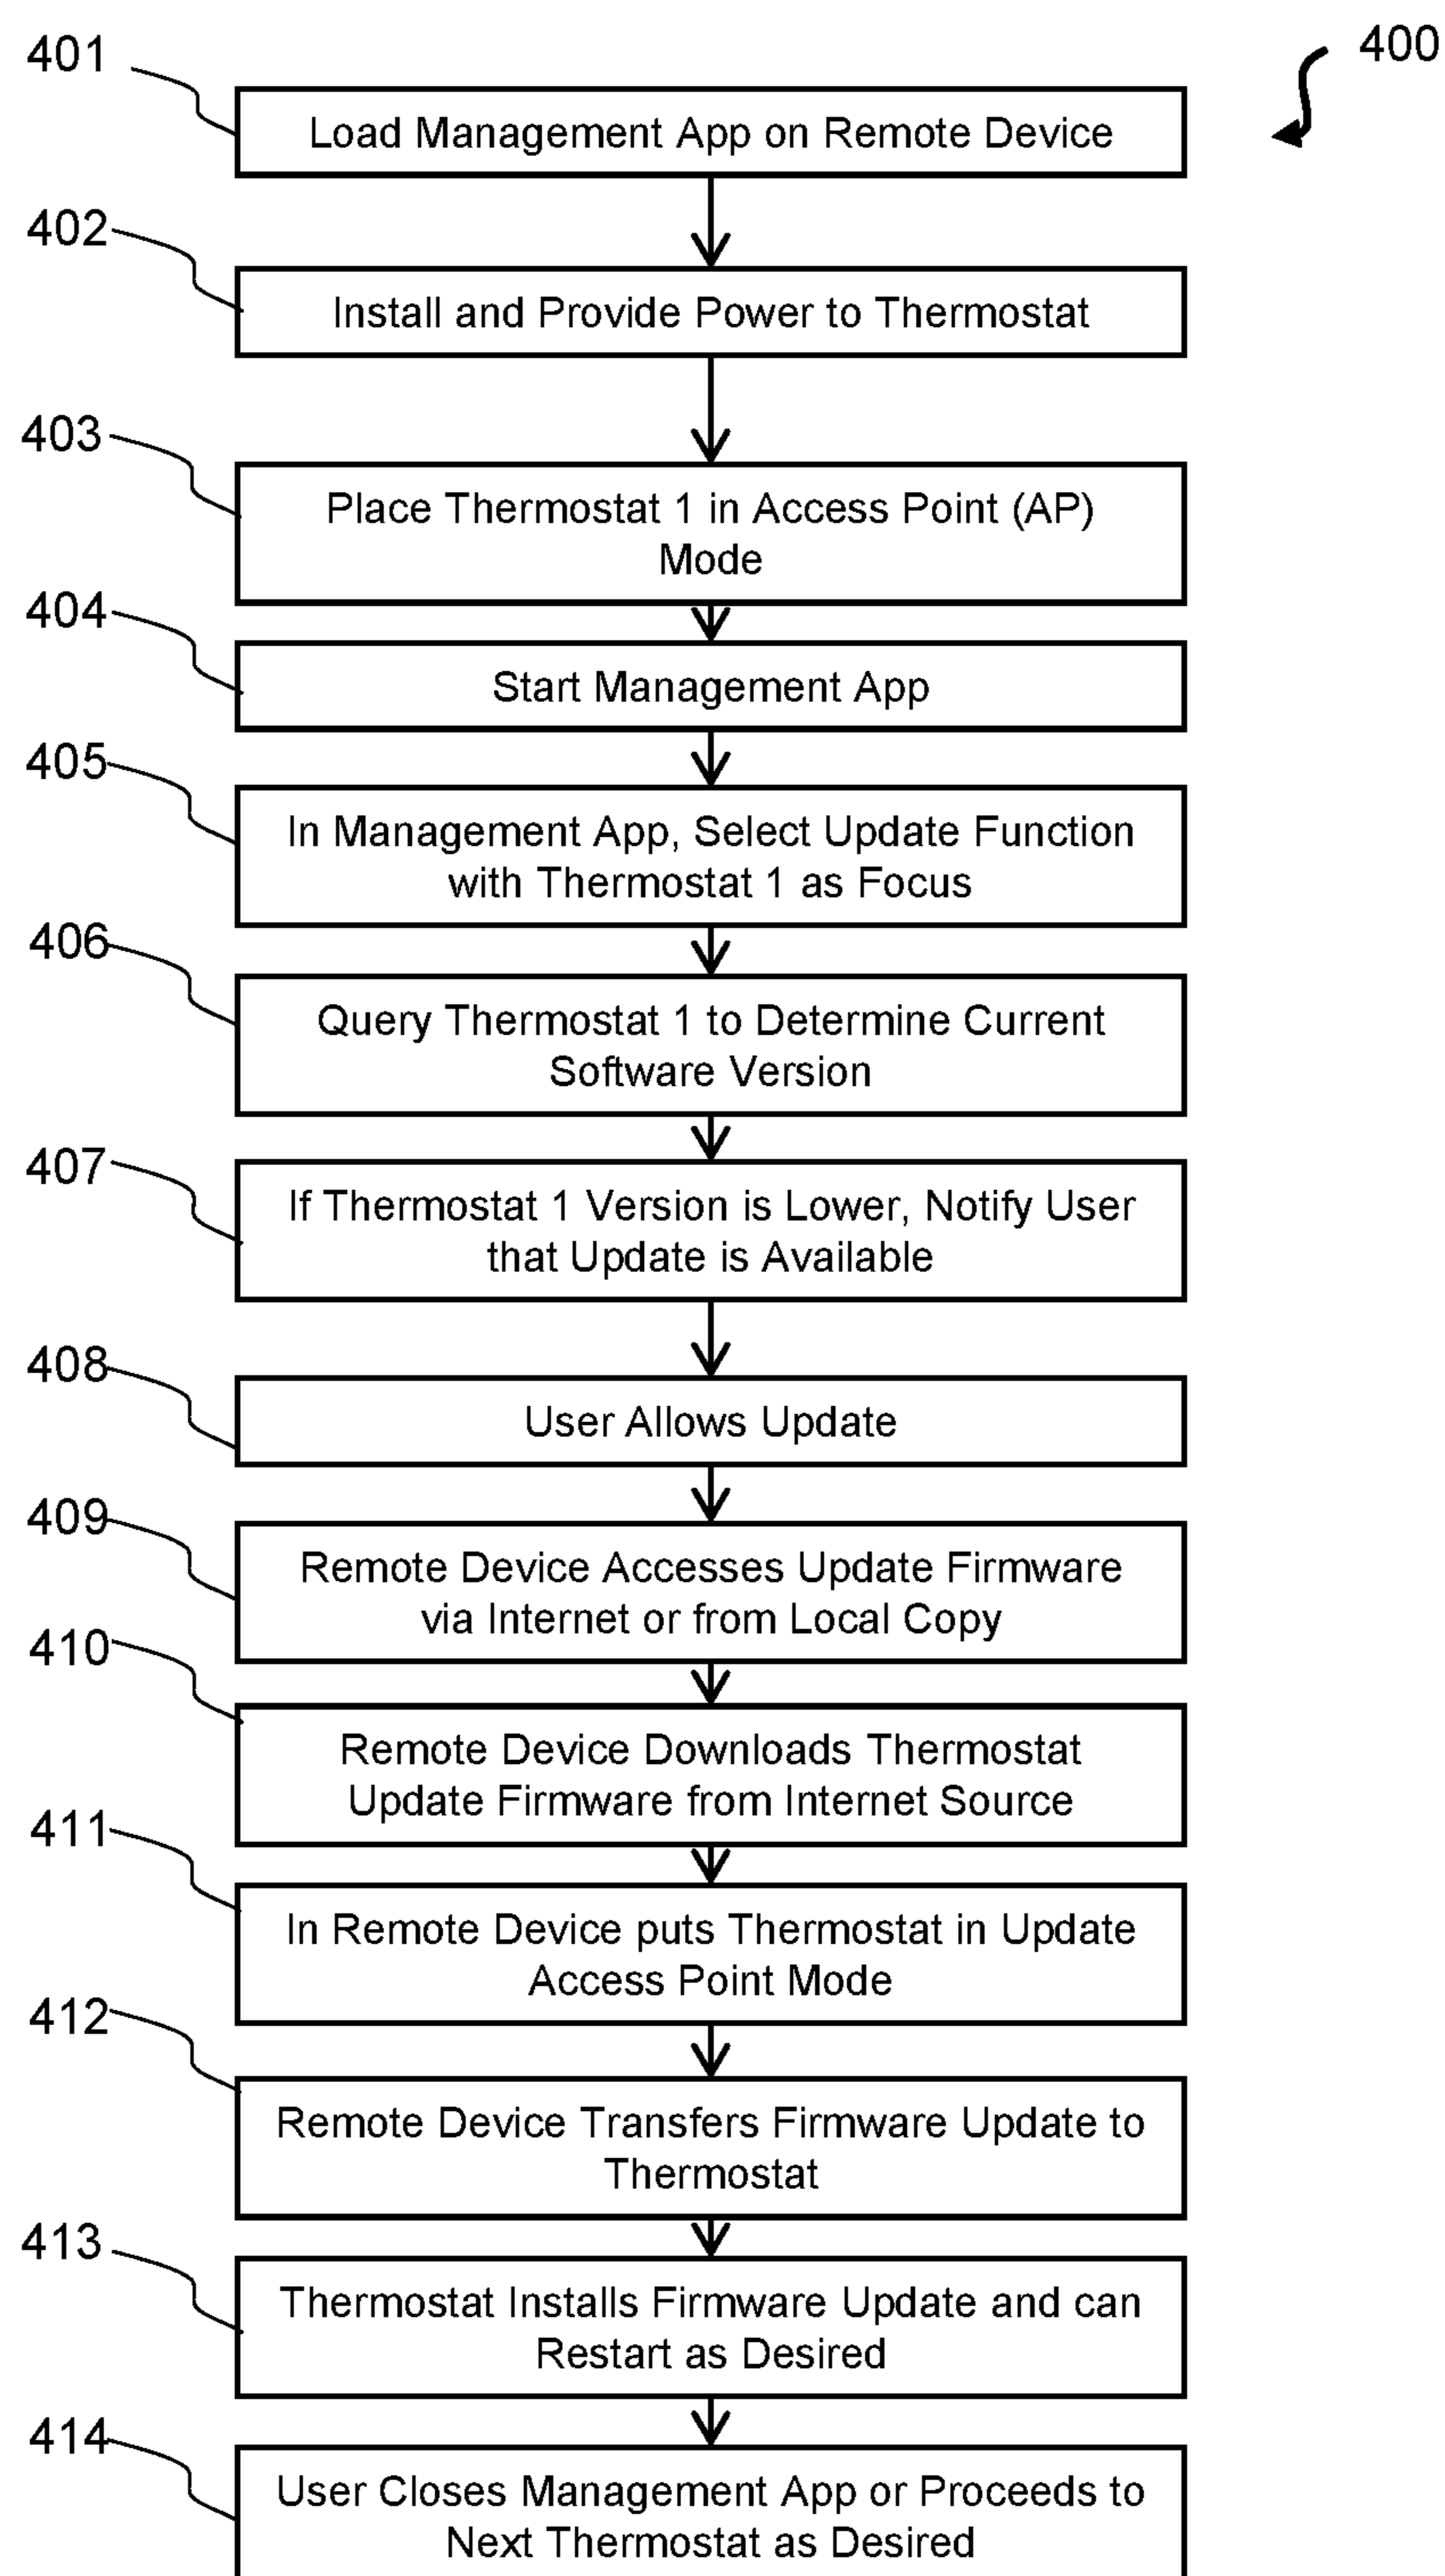 400
401
Load Management App on Remote Device
402
Install and Provide Power to Thermostat
403
Place Thermostat 1 in Access Point (AP)
Mode
404
Start Management App
405
In Management App, Select Update Function
with Thermostat 1 as Focus
406
Query Thermostat 1 to Determine Current
Software Version
407
If Thermostat 1 Version is Lower, Notify User
that Update is Available
408
User Allows Update
409
Remote Device Accesses Update Firmware
via Internet or from Local Copy
410
Remote Device Downloads Thermostat
Update Firmware from Internet Source
411
In Remote Device puts Thermostat in Update
Access Point Mode
412
Remote Device Transfers Firmware Update to
Thermostat
413
Thermostat Installs Firmware Update and can
Restart as Desired
414
User Closes Management App or Proceeds to
Next Thermostat as Desired